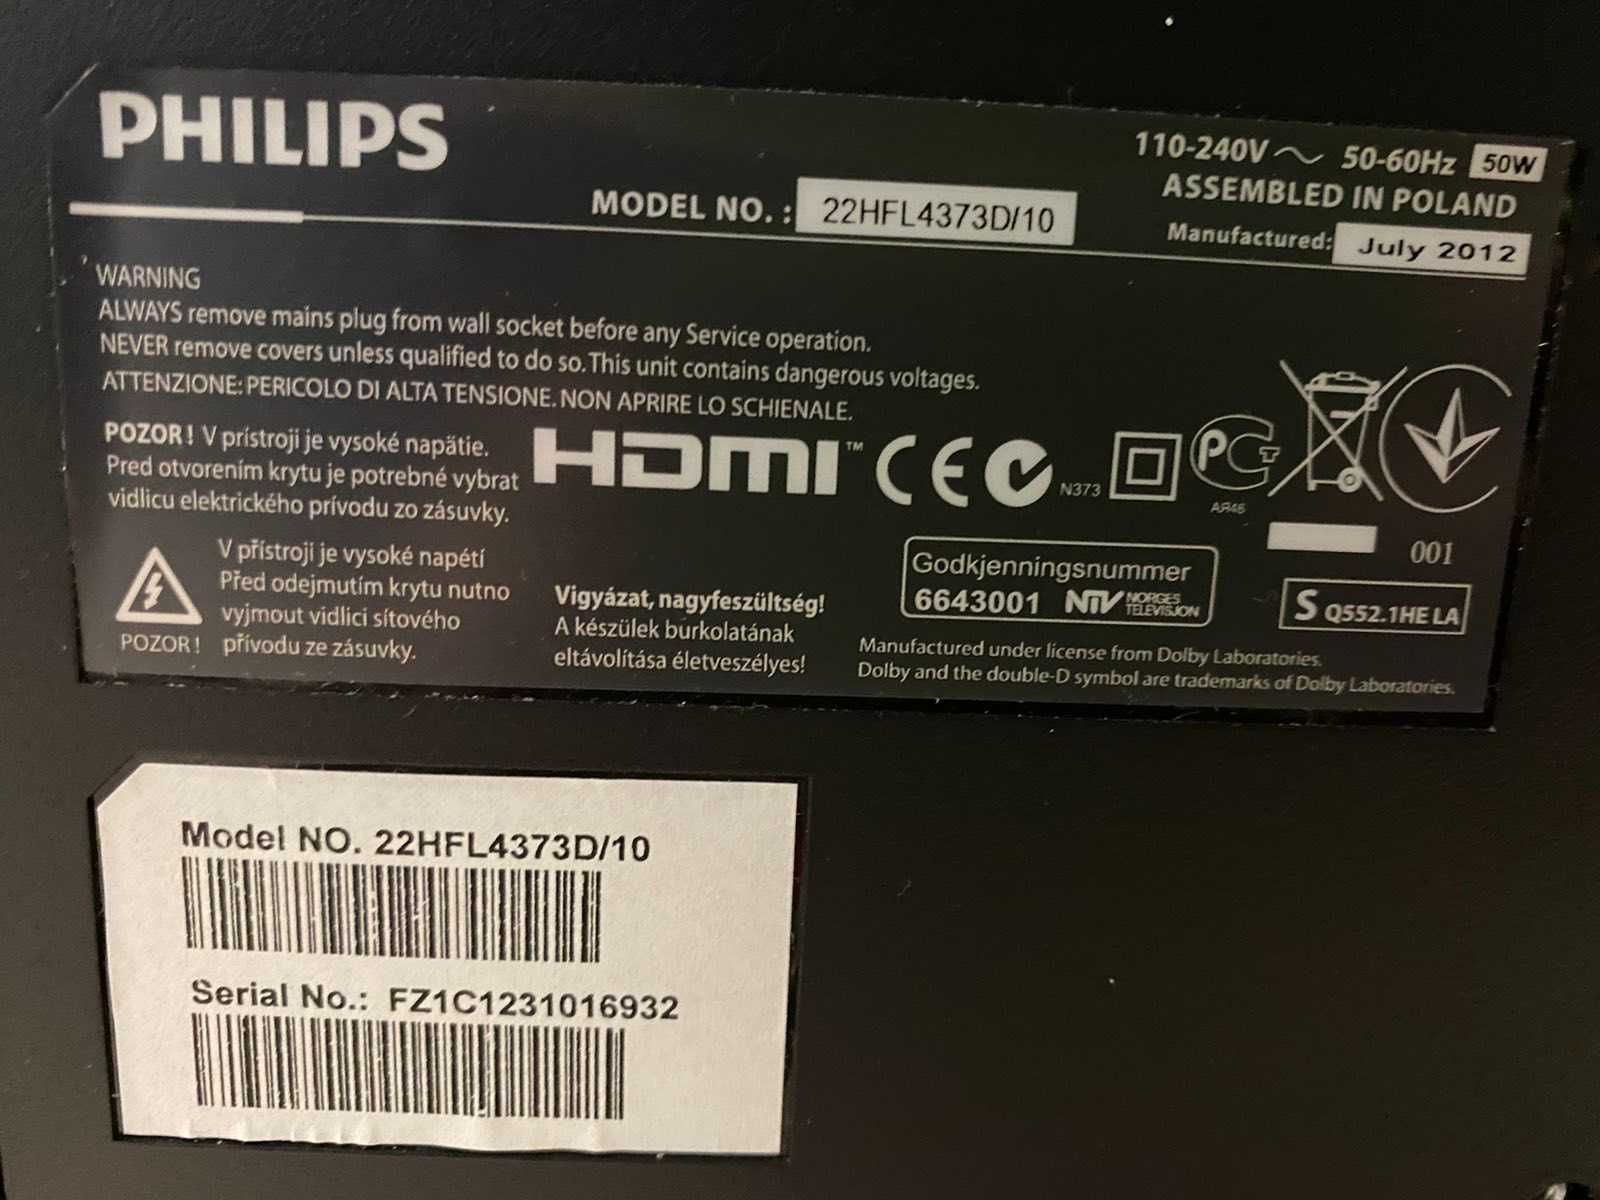 PHILIPS
110-240V ~ 50-60Hz 50W
ASSEMBLED IN POLAND
MODEL NO. : 22HFL4373D/10
Manufactured: July 2012
WARNING
ALWAYS remove mains plug from wall socket before any Service operation.
NEVER remove covers unless qualified to do so. This unit contains dangerous voltages.
ATTENZIONE: PERICOLO DI ALTA TENSIONE. NON APRIRE LO SCHIENALE.
POZOR! V prístroji je vysoké napätie.
Pred otvorením krytu je potrebné vybrat
vidlicu elektrického prívodu zo zásuvky.
HDMI™ CE N373
PCT
AЯ46
001
V přístroji je vysoké napétí
Před odejmutím krytu nutno
vyjmout vidlici sítového
přívodu ze zásuvky.
POZOR!
Vigyázat, nagyfeszültség!
A készülek burkolatának
eltávolítása életveszélyes!
Godkjenningsnummer
6643001 NTV NORGES TELEVISJON
S Q552.1HE LA
Manufactured under license from Dolby Laboratories.
Dolby and the double-D symbol are trademarks of Dolby Laboratories.
Model NO. 22HFL4373D/10
Serial No.: FZ1C1231016932